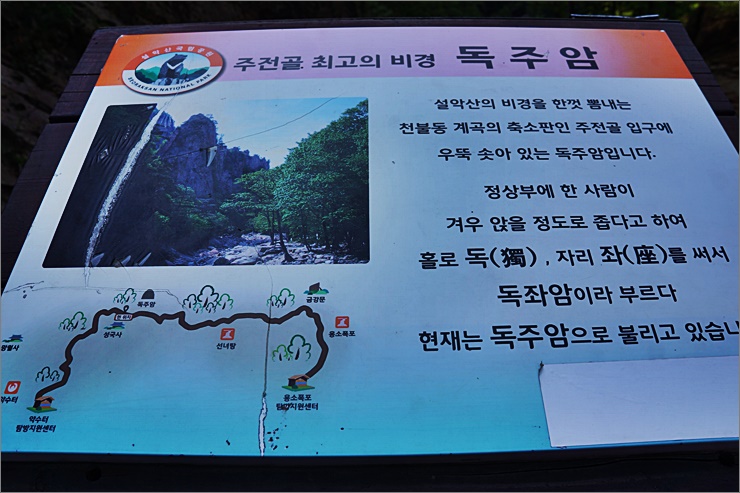 설악산국립공원
SEORAKSAN NATIONAL PARK
주전골 최고의 비경 독주암
설악산의 비경을 한껏 뽐내는
천불동 계곡의 축소판인 주전골 입구에
우뚝 솟아 있는 독주암입니다.
정상부에 한 사람이
겨우 앉을 정도로 좁다고 하여
홀로 독(獨) , 자리 좌(座)를 써서
독좌암이라 부르다
현재는 독주암으로 불리고 있습니
독주암
금강문
성국사
선녀탕
용소폭포
망월사
약수터
약수터
탐방지원센터
용소폭포
탐방지원센터